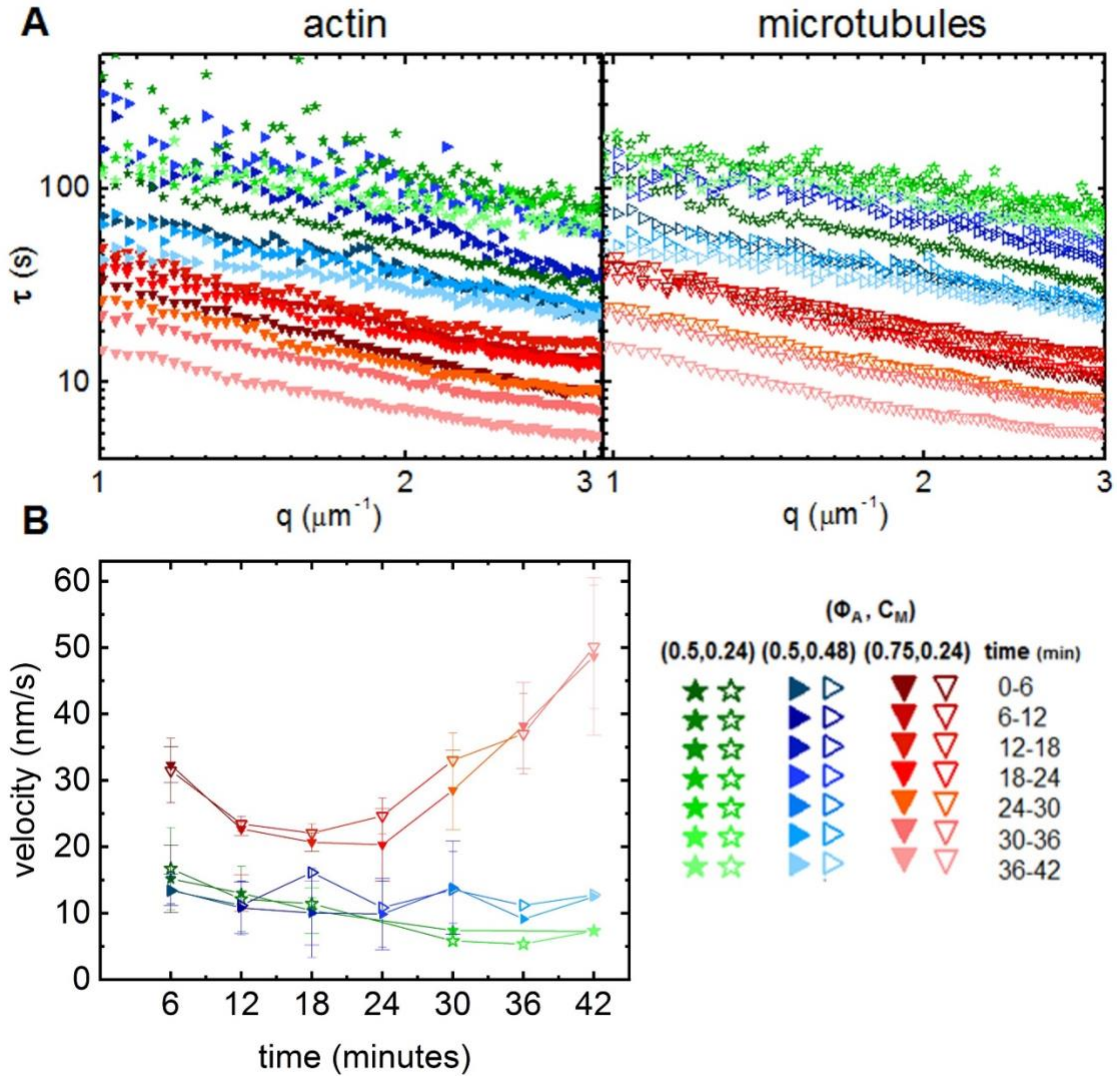 A
actin
microtubules
τ (s)
100
10
1
2
3
1
2
3
q (μm⁻¹)
q (μm⁻¹)
B
velocity (nm/s)
60
50
40
30
20
10
0
6
12
18
24
30
36
42
time (minutes)
(Φ_A, C_M)
(0.5,0.24) (0.5,0.48) (0.75,0.24) time (min)
0-6
6-12
12-18
18-24
24-30
30-36
36-42